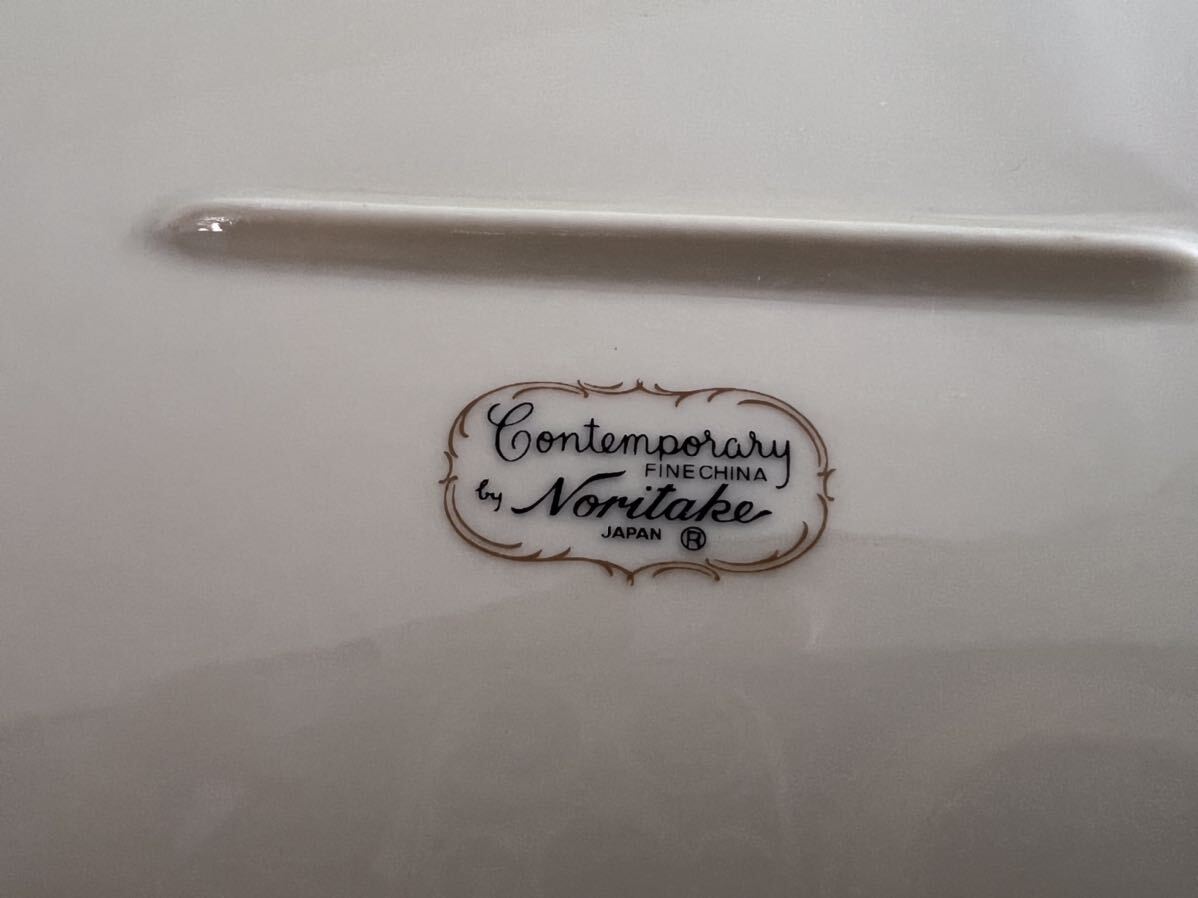 Contemporary
FINE CHINA
by Noritake
JAPAN ®